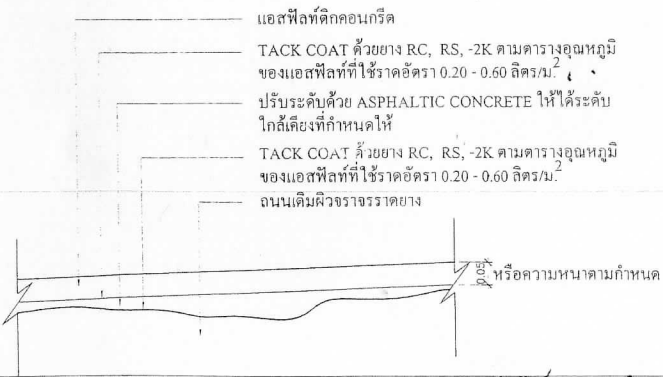 แอสฟัลท์ติกคอนกรีต
TACK COAT ด้วยยาง RC, RS, -2K ตามตารางอุณหภูมิ
ของแอสฟัลท์ที่ใช้ราดอัตรา 0.20 - 0.60 ลิตร/ม.²
ปรับระดับด้วย ASPHALTIC CONCRETE ให้ได้ระดับ
ใกล้เคียงที่กำหนดให้
TACK COAT ด้วยยาง RC, RS, -2K ตามตารางอุณหภูมิ
ของแอสฟัลท์ที่ใช้ราดอัตรา 0.20 - 0.60 ลิตร/ม.²
ถนนเดิมผิวจราจรราดยาง
0.05 หรือความหนาตามกำหนด